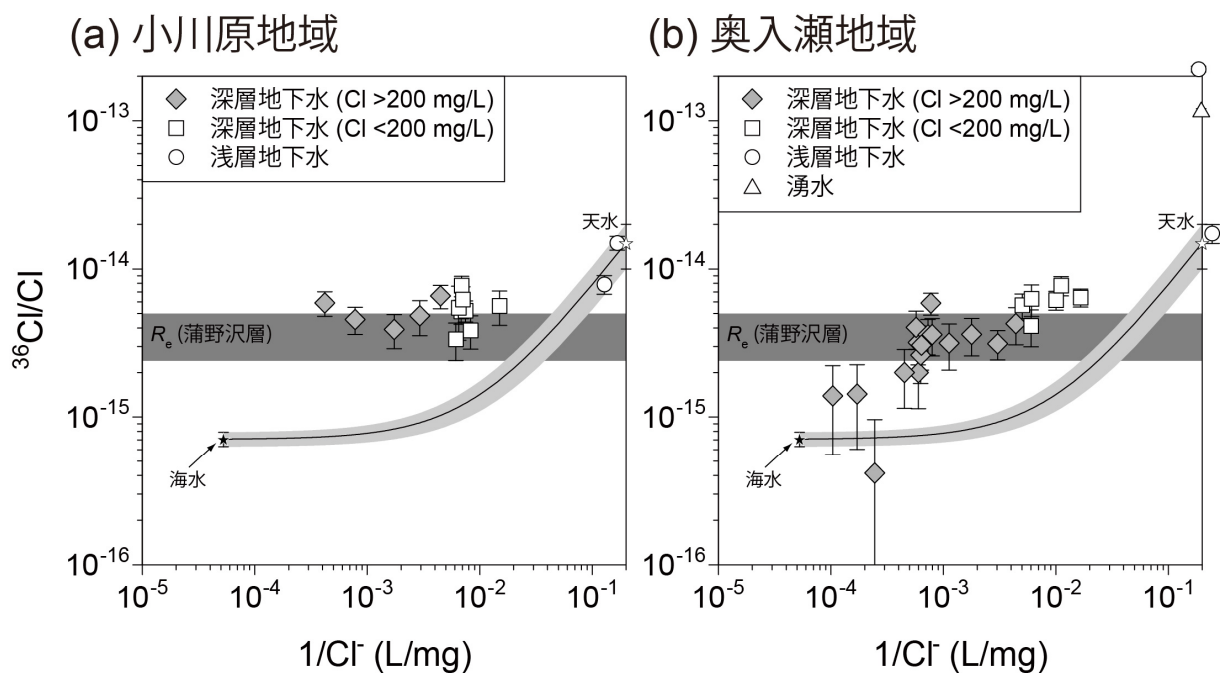 (a) 小川原地域
深層地下水 (Cl >200 mg/L)
深層地下水 (Cl <200 mg/L)
浅層地下水
天水
Re (蒲野沢層)
海水
³⁶Cl/Cl
10⁻¹³
10⁻¹⁴
10⁻¹⁵
10⁻¹⁶
10⁻⁵ 10⁻⁴ 10⁻³ 10⁻² 10⁻¹
1/Cl⁻ (L/mg)
(b) 奥入瀬地域
深層地下水 (Cl >200 mg/L)
深層地下水 (Cl <200 mg/L)
浅層地下水
湧水
天水
Re (蒲野沢層)
海水
10⁻¹³
10⁻¹⁴
10⁻¹⁵
10⁻¹⁶
10⁻⁵ 10⁻⁴ 10⁻³ 10⁻² 10⁻¹
1/Cl⁻ (L/mg)